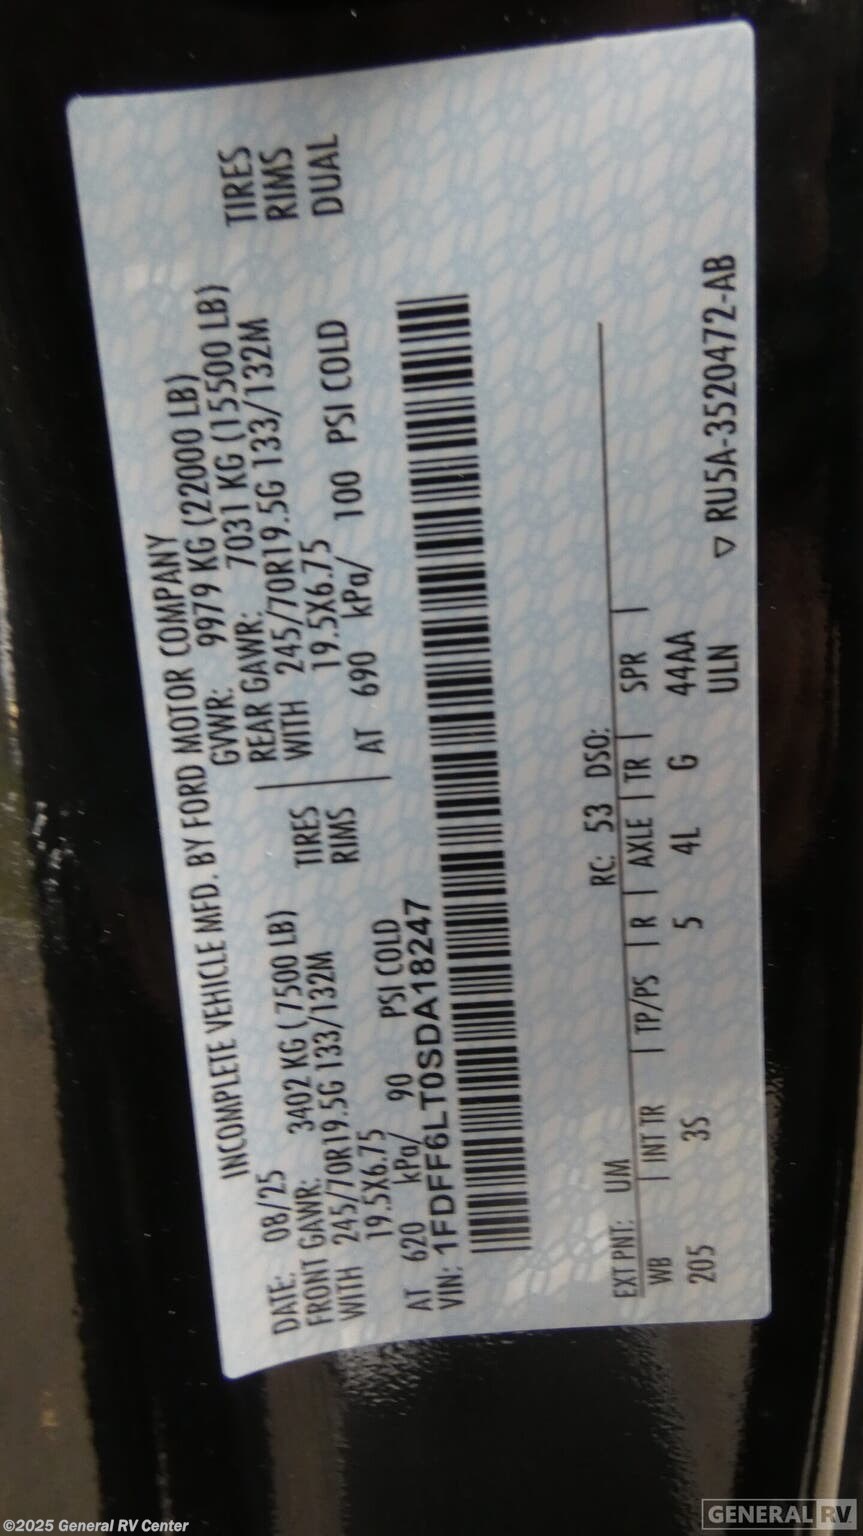 INCOMPLETE VEHICLE MFD. BY FORD MOTOR COMPANY
DATE: 08/25 GVWR: 9979 KG (22000 LB)
FRONT GAWR: 3402 KG ( 7500 LB) REAR GAWR: 7031 KG (15500 LB)
WITH 245/70R19.5G 133/132M TIRES WITH 245/70R19.5G 133/132M TIRES
19.5X6.75 RIMS 19.5X6.75 RIMS
AT 620 kPa/ 90 PSI COLD AT 690 kPa/ 100 PSI COLD DUAL
VIN: 1FDFF6LT0SDA18247
EXT PNT: UM RC: 53 DSO:
WB | INT TR | TP/PS | R | AXLE | TR | SPR |
205 3S 5 4L G 44AA
ULN ▽ RU5A-3520472-AB
©2025 General RV Center
GENERAL RV